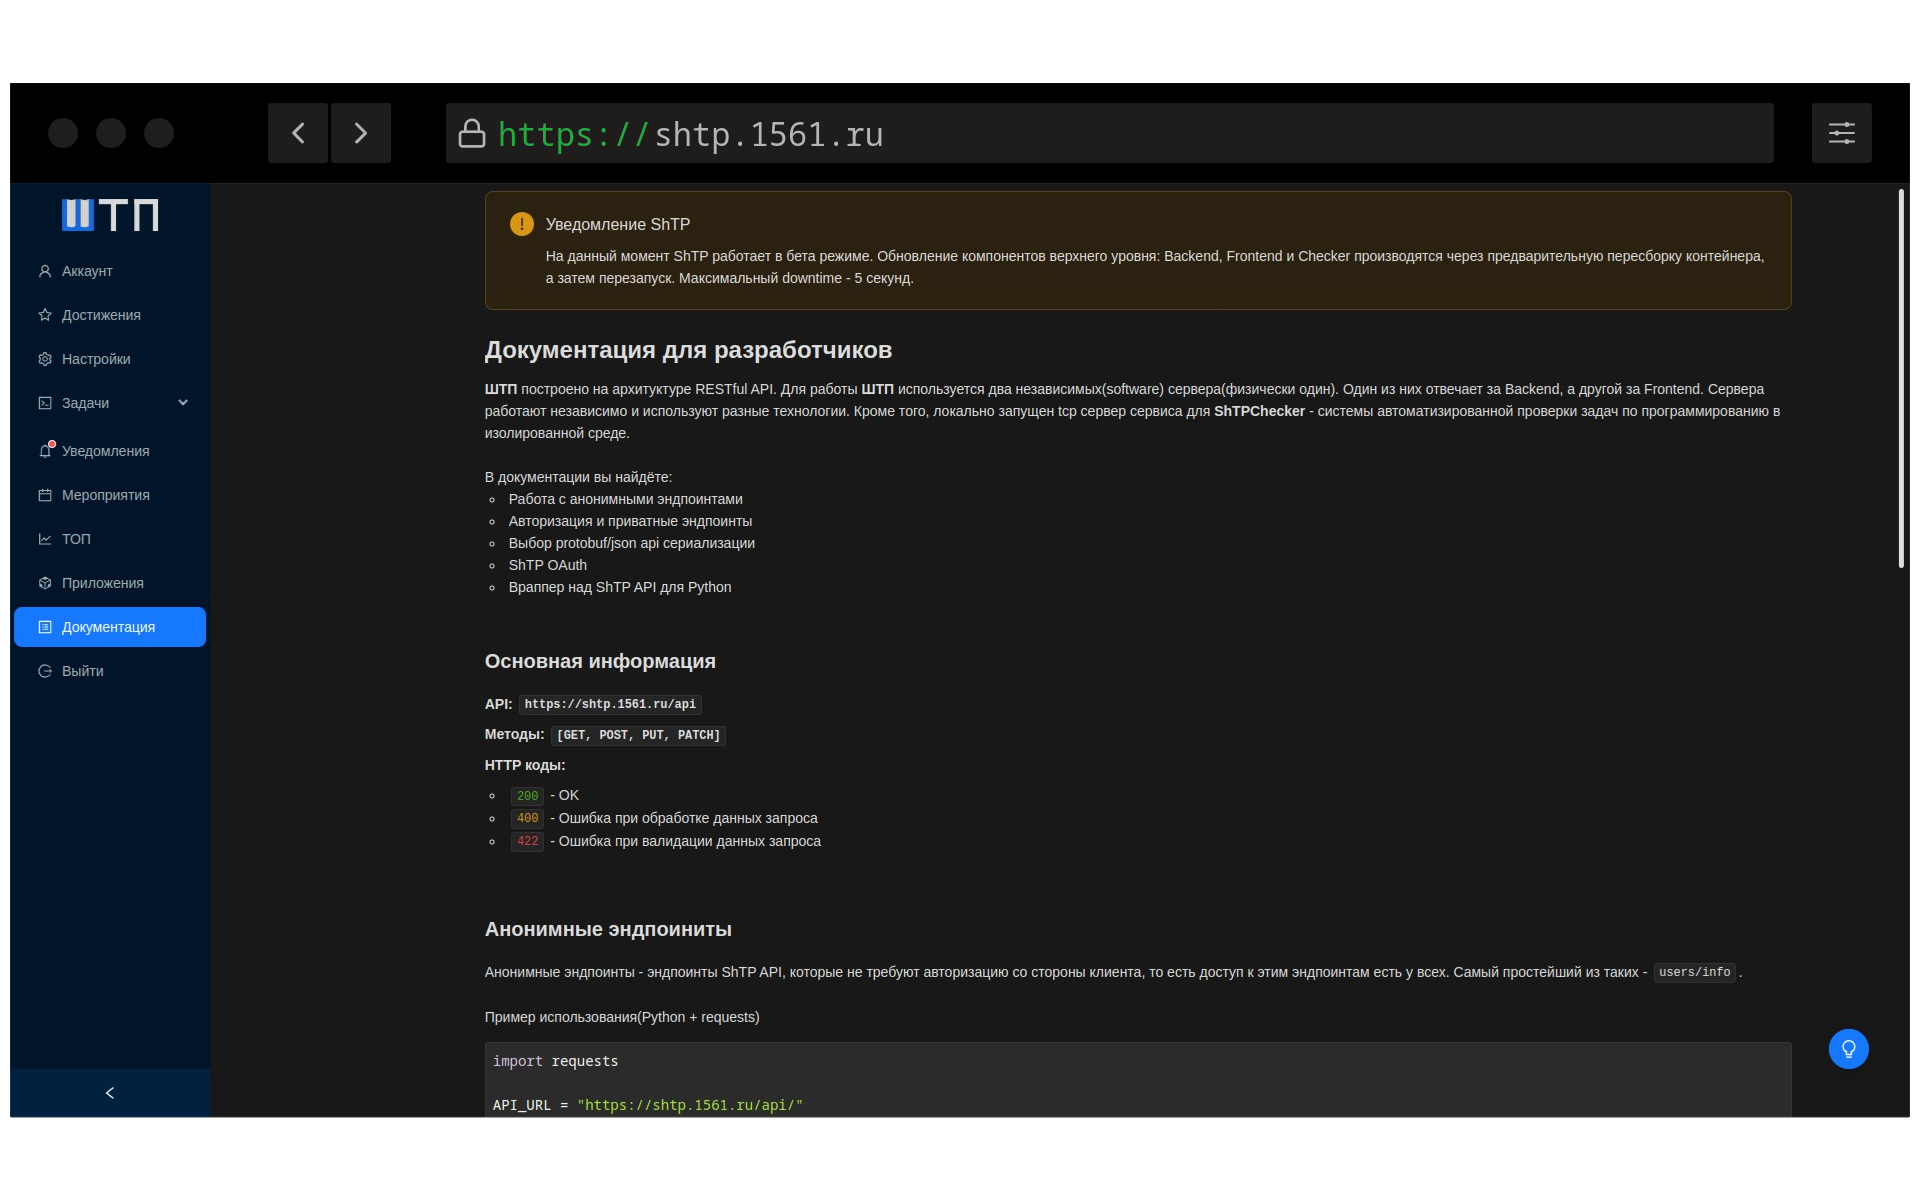 https://shtp.1561.ru
ШТП
Аккаунт
Достижения
Настройки
Задачи
Уведомления
Мероприятия
ТОП
Приложения
Документация
Выйти
Уведомление ShTP
На данный момент ShTP работает в бета режиме. Обновление компонентов верхнего уровня: Backend, Frontend и Checker производятся через предварительную пересборку контейнера,
а затем перезапуск. Максимальный downtime - 5 секунд.
Документация для разработчиков
ШТП построено на архитуктуре RESTful API. Для работы ШТП используется два независимых(software) сервера(физически один). Один из них отвечает за Backend, а другой за Frontend. Сервера
работают независимо и используют разные технологии. Кроме того, локально запущен tcp сервер сервиса для ShTPChecker - системы автоматизированной проверки задач по программированию в
изолированной среде.
В документации вы найдёте:
Работа с анонимными эндпоинтами
Авторизация и приватные эндпоинты
Выбор protobuf/json api сериализации
ShTP OAuth
Враппер над ShTP API для Python
Основная информация
API: https://shtp.1561.ru/api
Методы: [GET, POST, PUT, PATCH]
HTTP коды:
200 - OK
400 - Ошибка при обработке данных запроса
422 - Ошибка при валидации данных запроса
Анонимные эндпоиниты
Анонимные эндпоинты - эндпоинты ShTP API, которые не требуют авторизацию со стороны клиента, то есть доступ к этим эндпоинтам есть у всех. Самый простейший из таких - users/info .
Пример использования(Python + requests)
import requests
API_URL = "https://shtp.1561.ru/api/"